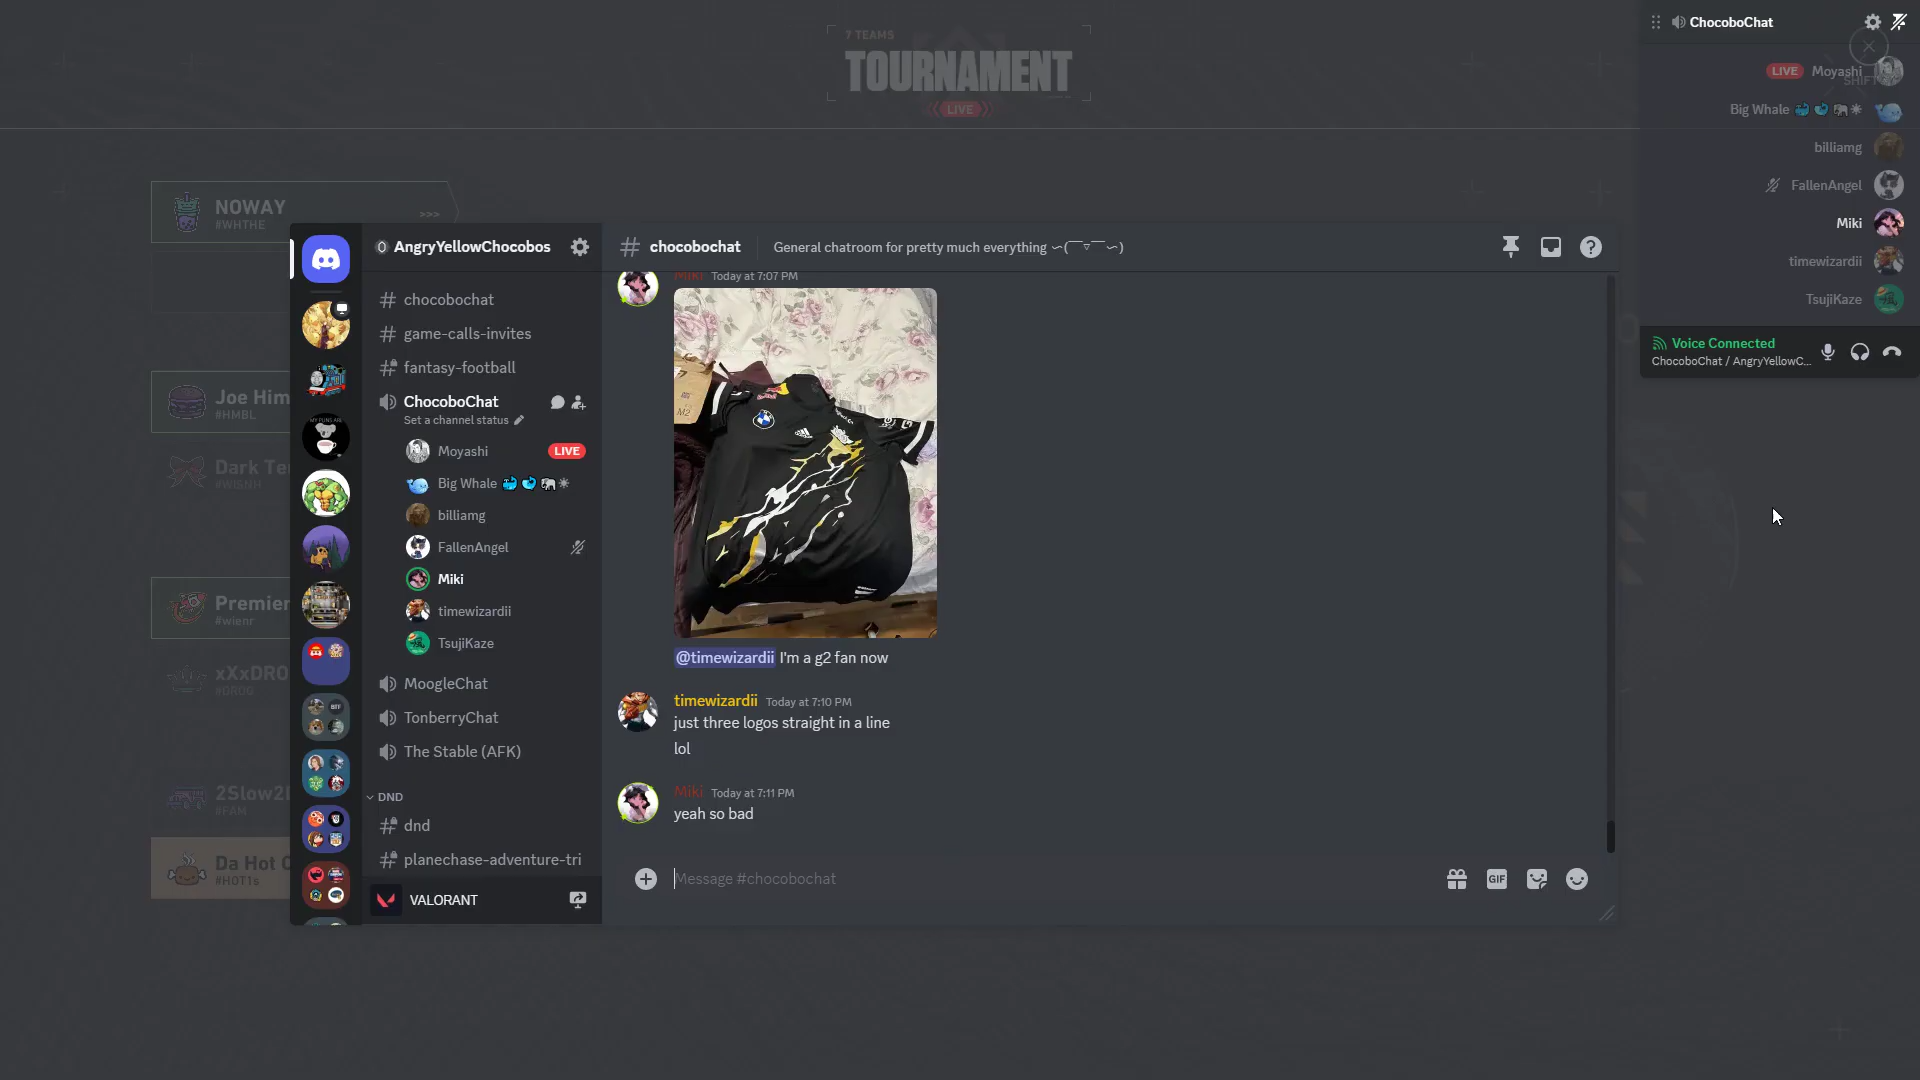 7 TEAMS
TOURNAMENT
LIVE
NOWAY
#WHTHE
>>>
Joe Him
#HMBL
Dark Te
#WISNH
Premier
#wienr
xXxDRO
#DROG
2Slow2
#FAM
Da Hot
#HOT1s
AngryYellowChocobos
chocobochat
game-calls-invites
fantasy-football
ChocoboChat
Set a channel status
Moyashi
LIVE
Big Whale
billiamg
FallenAngel
Miki
timewizardii
TsujiKaze
MoogleChat
TonberryChat
The Stable (AFK)
DND
dnd
planechase-adventure-tri
VALORANT
# chocobochat
General chatroom for pretty much everything ∽(￣▿￣∽)
Miki Today at 7:07 PM
M2
@timewizardii I'm a g2 fan now
timewizardii Today at 7:10 PM
just three logos straight in a line
lol
Miki Today at 7:11 PM
yeah so bad
Message #chocobochat
GIF
ChocoboChat
LIVE Moyashi
Big Whale
billiamg
FallenAngel
Miki
timewizardii
TsujiKaze
Voice Connected
ChocoboChat / AngryYellowC...